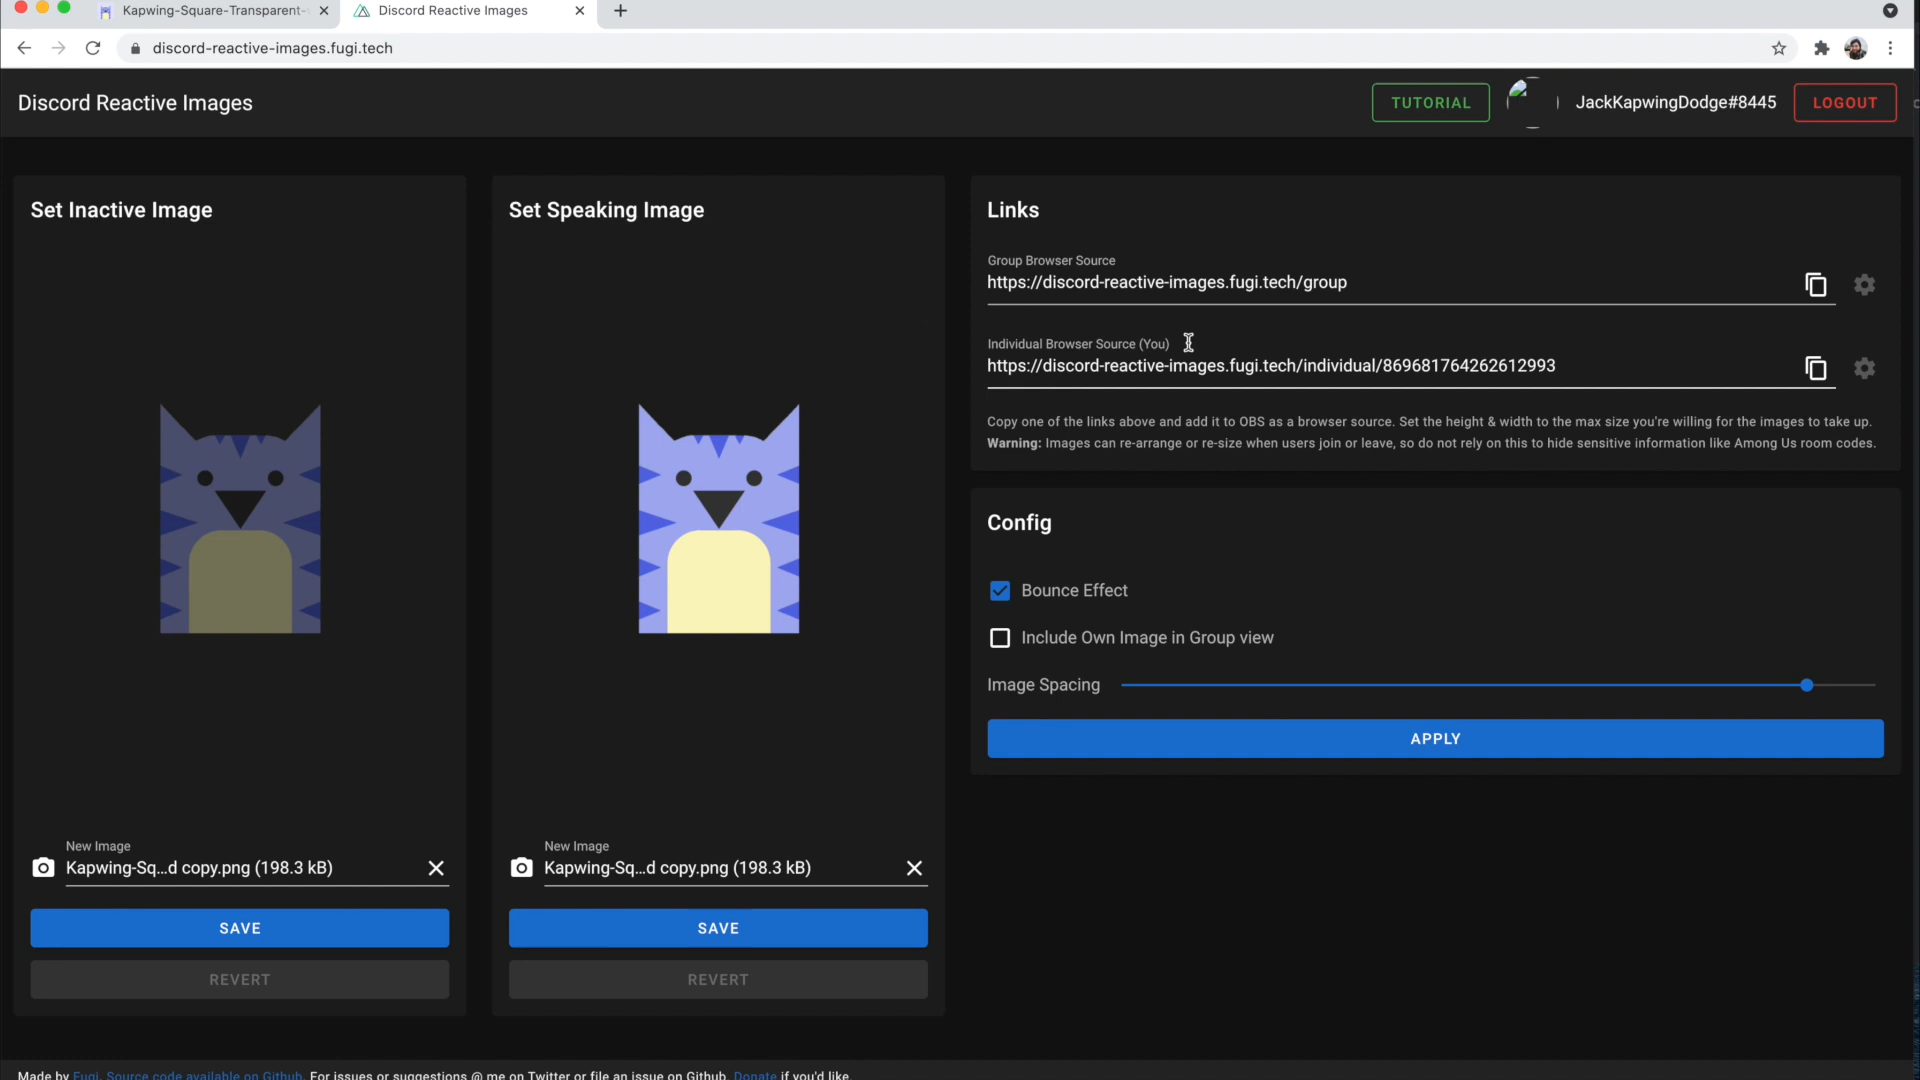 Kapwing-Square-Transparent-
Discord Reactive Images
discord-reactive-images.fugi.tech
Discord Reactive Images
TUTORIAL
JackKapwingDodge#8445
LOGOUT
Set Inactive Image
New Image
Kapwing-Sq...d copy.png (198.3 kB)
SAVE
REVERT
Set Speaking Image
New Image
Kapwing-Sq...d copy.png (198.3 kB)
SAVE
REVERT
Links
Group Browser Source
https://discord-reactive-images.fugi.tech/group
Individual Browser Source (You)
https://discord-reactive-images.fugi.tech/individual/869681764262612993
Copy one of the links above and add it to OBS as a browser source. Set the height & width to the max size you're willing for the images to take up.
Warning: Images can re-arrange or re-size when users join or leave, so do not rely on this to hide sensitive information like Among Us room codes.
Config
Bounce Effect
Include Own Image in Group view
Image Spacing
APPLY
Made by Fugi. Source code available on Github. For issues or suggestions @ me on Twitter or file an issue on Github. Donate if you'd like.